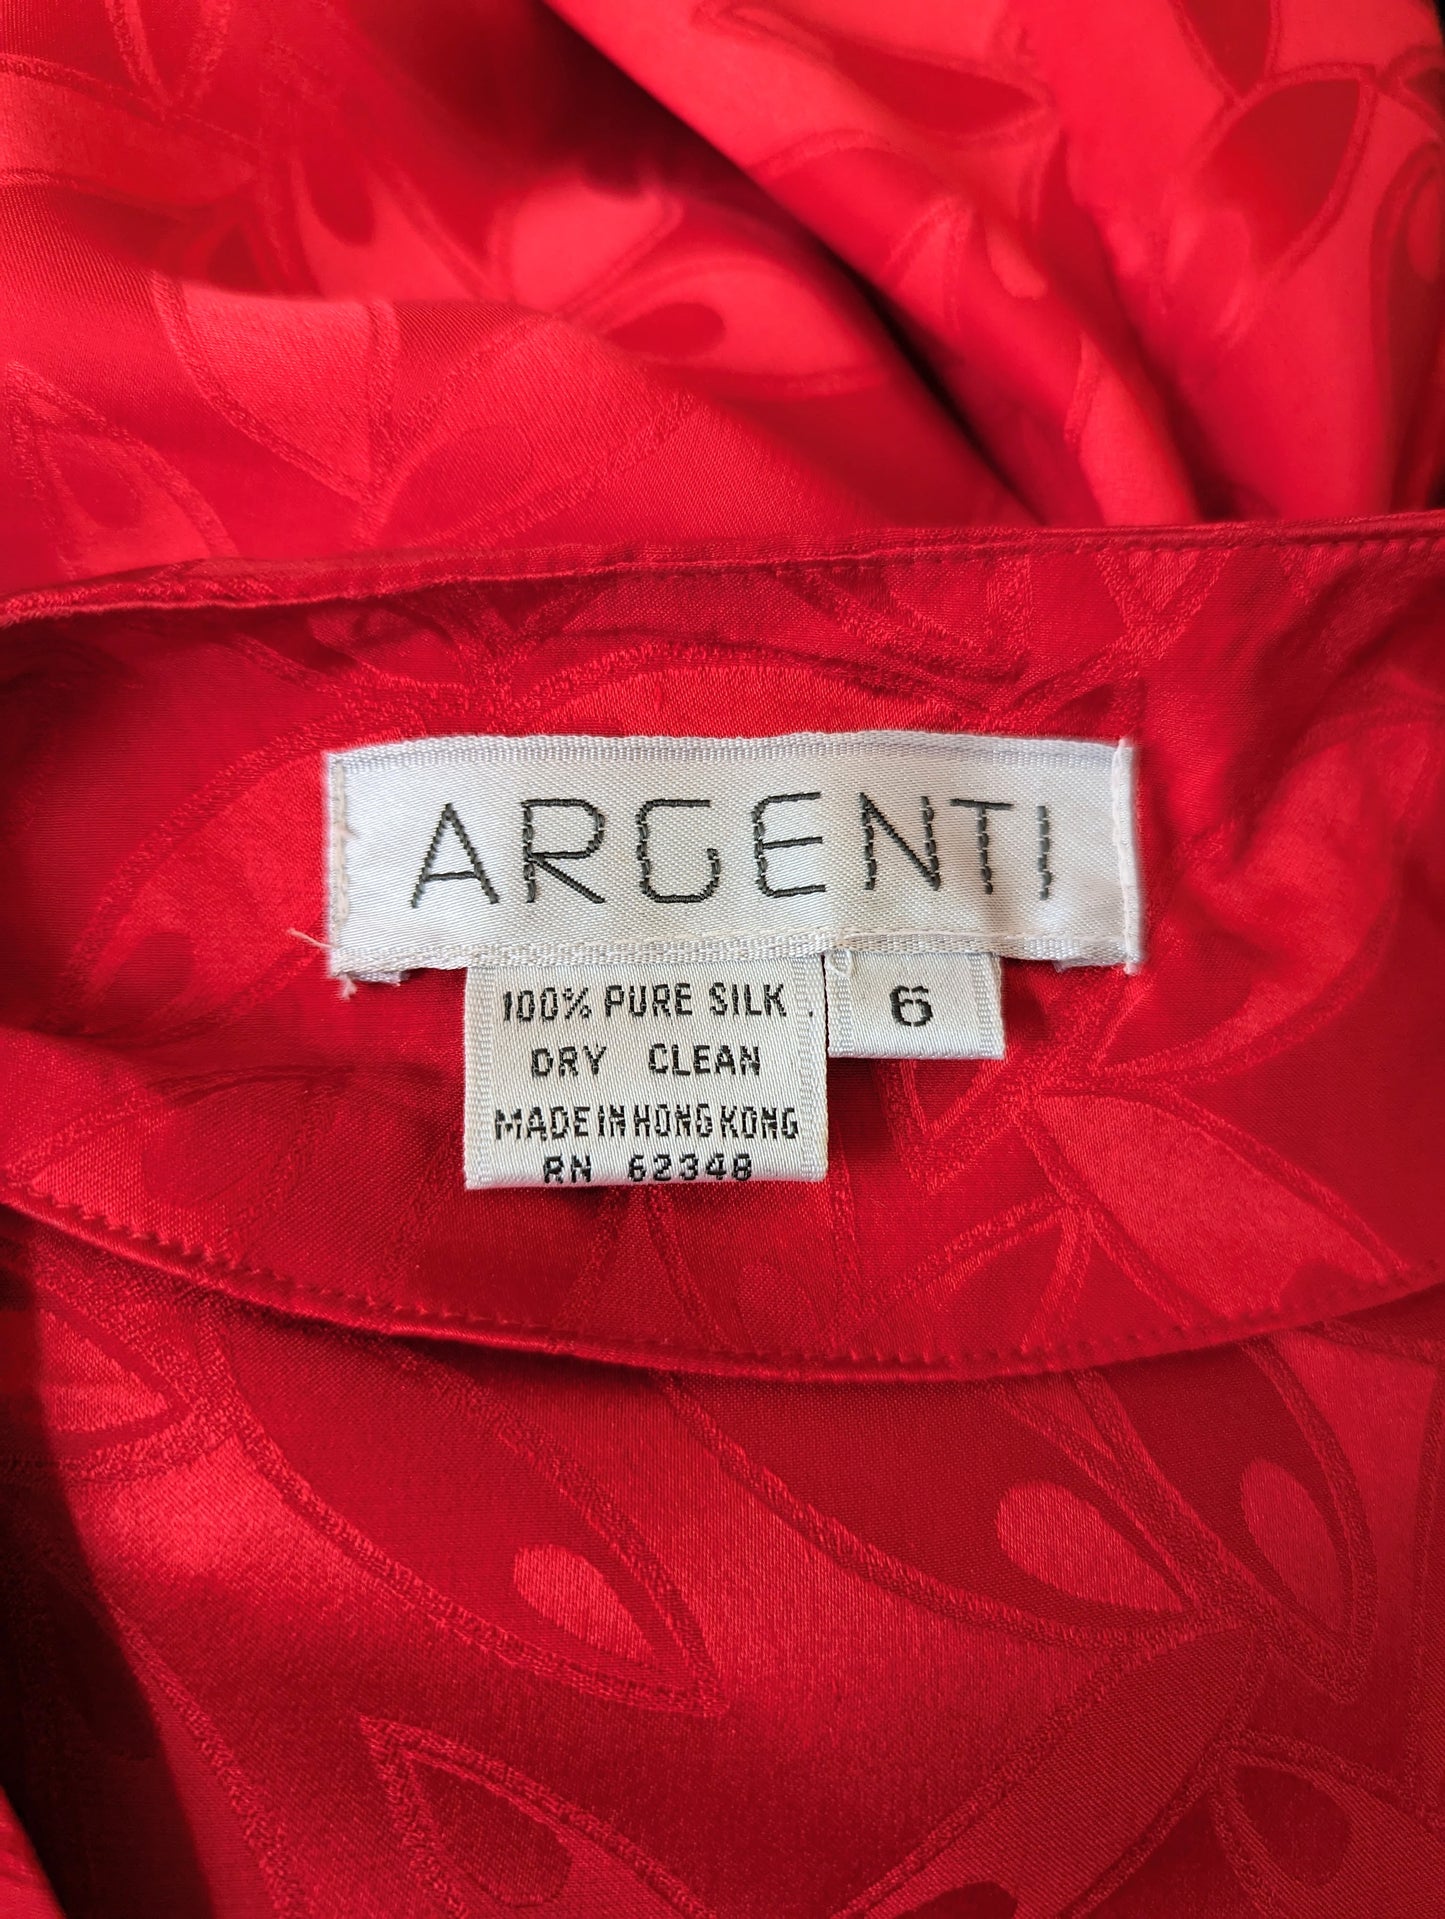 ARGENTI
100% PURE SILK
6
DRY CLEAN
MADE IN HONG KONG
RN 62348